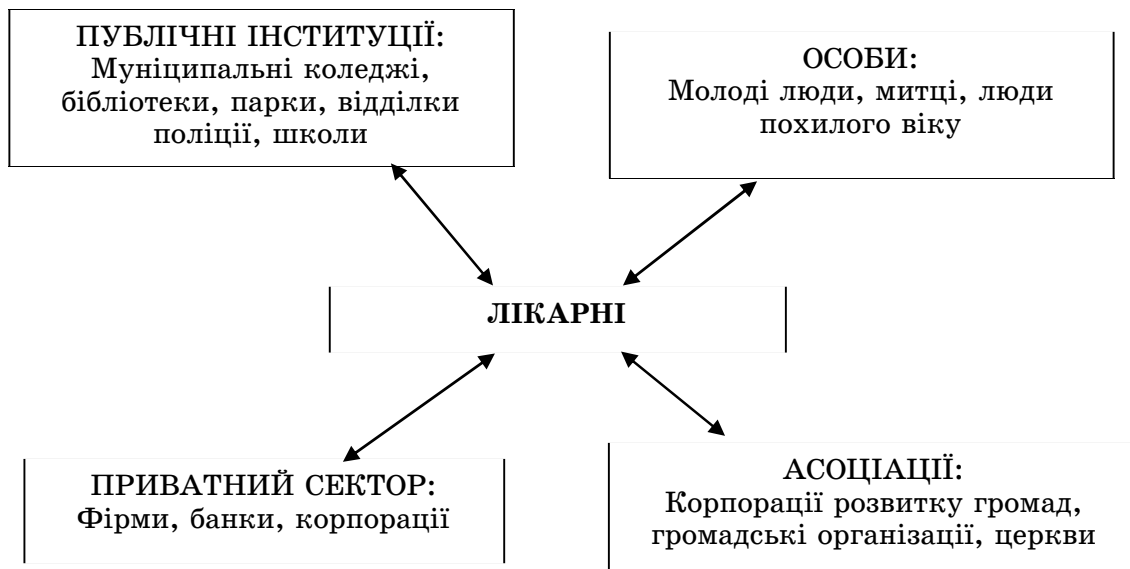 ПУБЛІЧНІ ІНСТИТУЦІЇ:
Муніципальні коледжі,
бібліотеки, парки, відділки
поліції, школи
ОСОБИ:
Молоді люди, митці, люди
похилого віку
ЛІКАРНІ
ПРИВАТНИЙ СЕКТОР:
Фірми, банки, корпорації
АСОЦІАЦІЇ:
Корпорації розвитку громад,
громадські організації, церкви